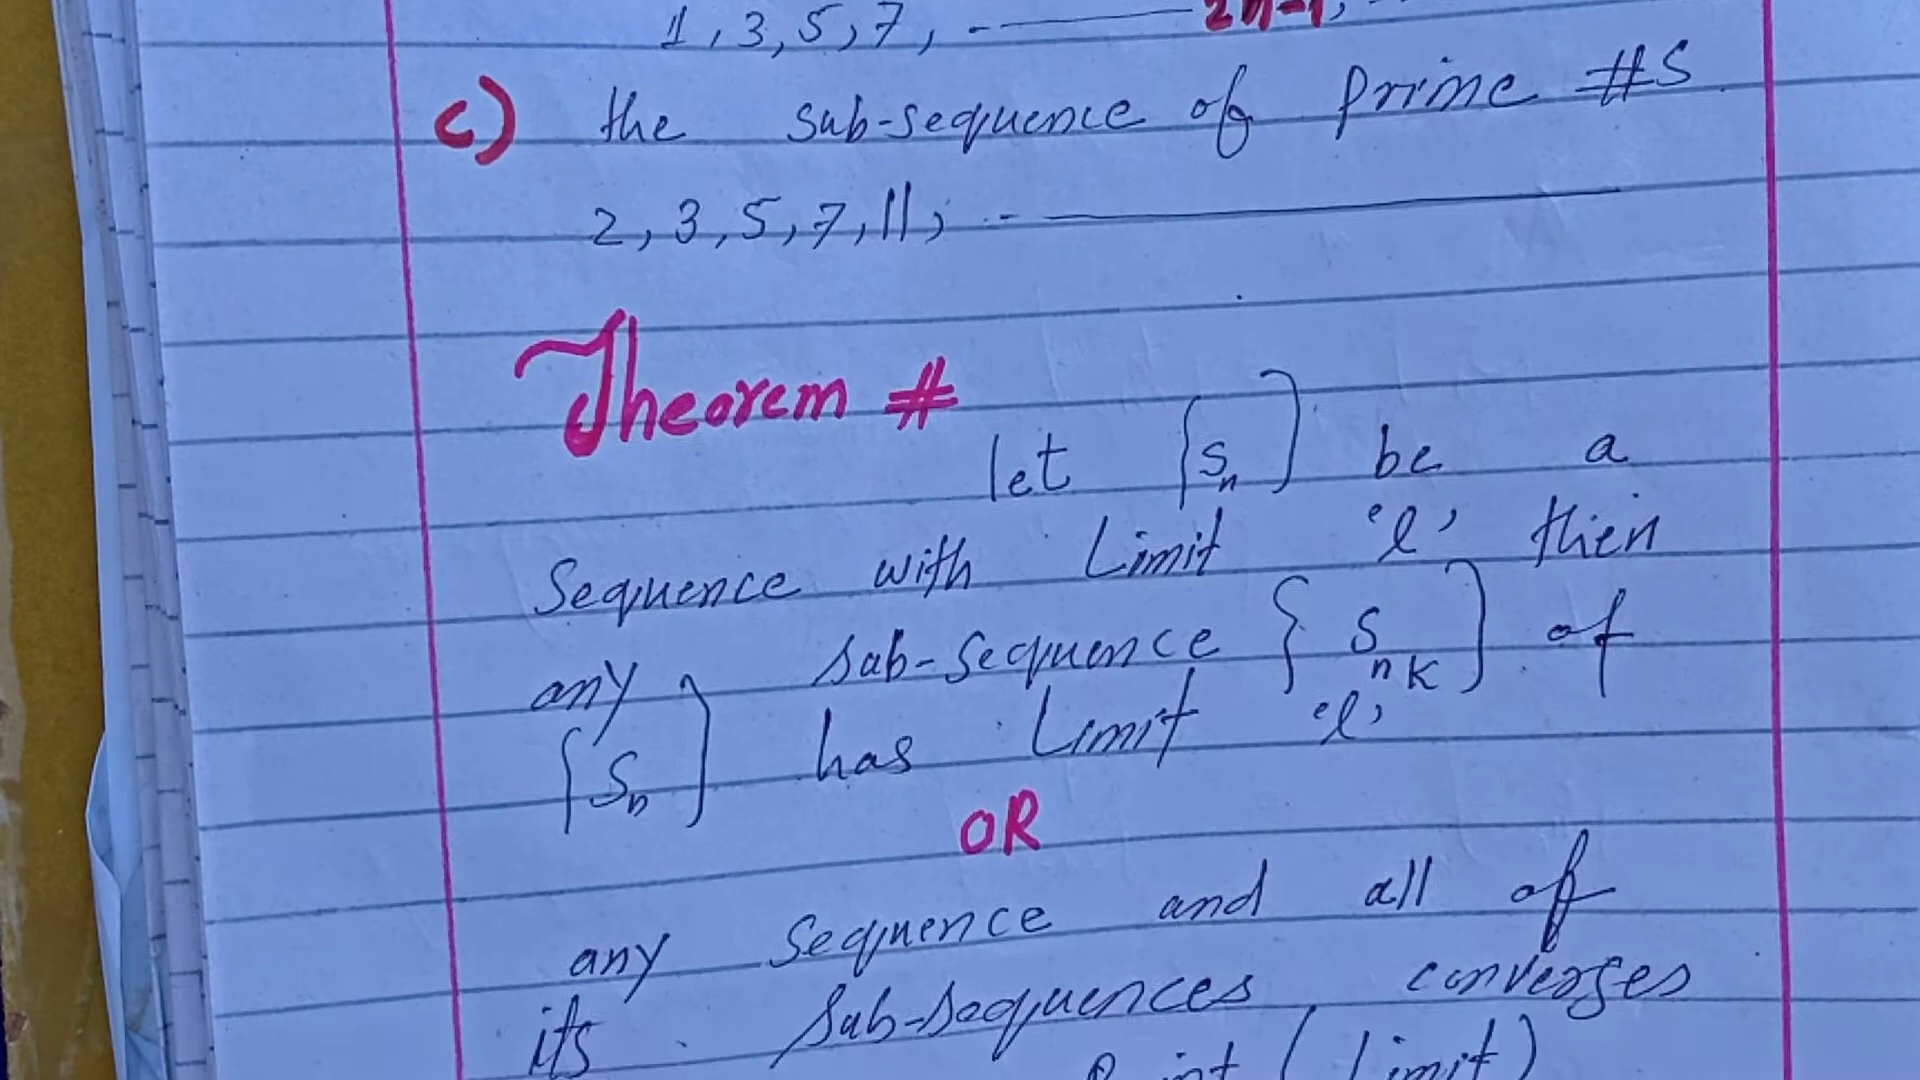 1, 3, 5, 7, - ——— 2n-1,
c) the sub-sequence of prime #s
2, 3, 5, 7, 11, - ———
Theorem #
let {sn} be a
Sequence with Limit 'l' then
any sub-sequence {snk} of
{sn} has Limit 'l'
OR
any Sequence and all of
its sub-sequences converges
(Limit)